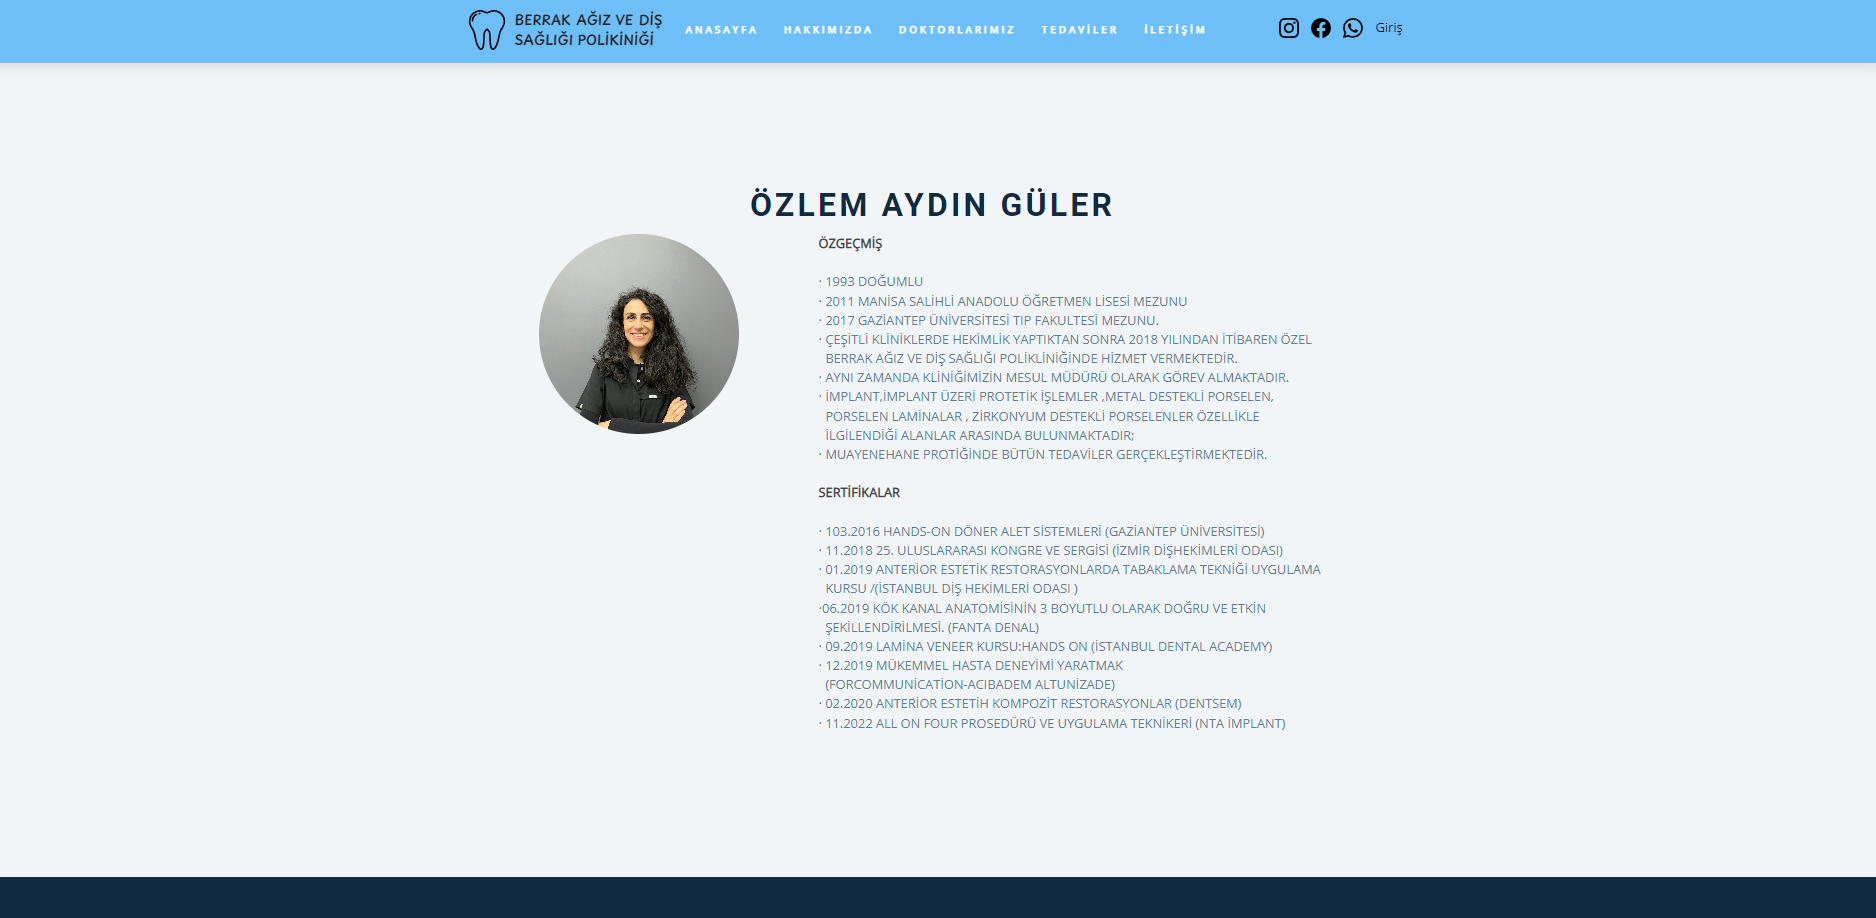 BERRAK AĞIZ VE DİŞ
SAĞLIĞI POLİKİNİĞİ
ANASAYFA HAKKIMIZDA DOKTORLARIMIZ TEDAVİLER İLETİŞİM
Giriş
ÖZLEM AYDIN GÜLER
ÖZGEÇMİŞ
· 1993 DOĞUMLU
· 2011 MANİSA SALİHLİ ANADOLU ÖĞRETMEN LİSESİ MEZUNU
· 2017 GAZİANTEP ÜNİVERSİTESİ TIP FAKULTESİ MEZUNU.
· ÇEŞİTLİ KLİNİKLERDE HEKİMLİK YAPTIKTAN SONRA 2018 YILINDAN İTİBAREN ÖZEL
BERRAK AĞIZ VE DİŞ SAĞLIĞI POLİKLİNİĞİNDE HİZMET VERMEKTEDİR.
· AYNI ZAMANDA KLİNİĞİMİZİN MESUL MÜDÜRÜ OLARAK GÖREV ALMAKTADIR.
· İMPLANT,İMPLANT ÜZERİ PROTETİK İŞLEMLER ,METAL DESTEKLİ PORSELEN,
PORSELEN LAMİNALAR , ZİRKONYUM DESTEKLİ PORSELENLER ÖZELLİKLE
İLGİLENDİĞİ ALANLAR ARASINDA BULUNMAKTADIR;
· MUAYENEHANE PROTİĞİNDE BÜTÜN TEDAVİLER GERÇEKLEŞTİRMEKTEDİR.
SERTİFİKALAR
· 103.2016 HANDS-ON DÖNER ALET SİSTEMLERİ (GAZİANTEP ÜNİVERSİTESİ)
· 11.2018 25. ULUSLARARASI KONGRE VE SERGİSİ (İZMİR DİŞHEKİMLERİ ODASI)
· 01.2019 ANTERİOR ESTETİK RESTORASYONLARDA TABAKLAMA TEKNİĞİ UYGULAMA
KURSU /(İSTANBUL DİŞ HEKİMLERİ ODASI )
·06.2019 KÖK KANAL ANATOMİSİNİN 3 BOYUTLU OLARAK DOĞRU VE ETKİN
ŞEKİLLENDİRİLMESİ. (FANTA DENAL)
· 09.2019 LAMİNA VENEER KURSU:HANDS ON (İSTANBUL DENTAL ACADEMY)
· 12.2019 MÜKEMMEL HASTA DENEYİMİ YARATMAK
(FORCOMMUNİCATİON-ACIBADEM ALTUNİZADE)
· 02.2020 ANTERİOR ESTETİH KOMPOZİT RESTORASYONLAR (DENTSEM)
· 11.2022 ALL ON FOUR PROSEDÜRÜ VE UYGULAMA TEKNİKERİ (NTA İMPLANT)